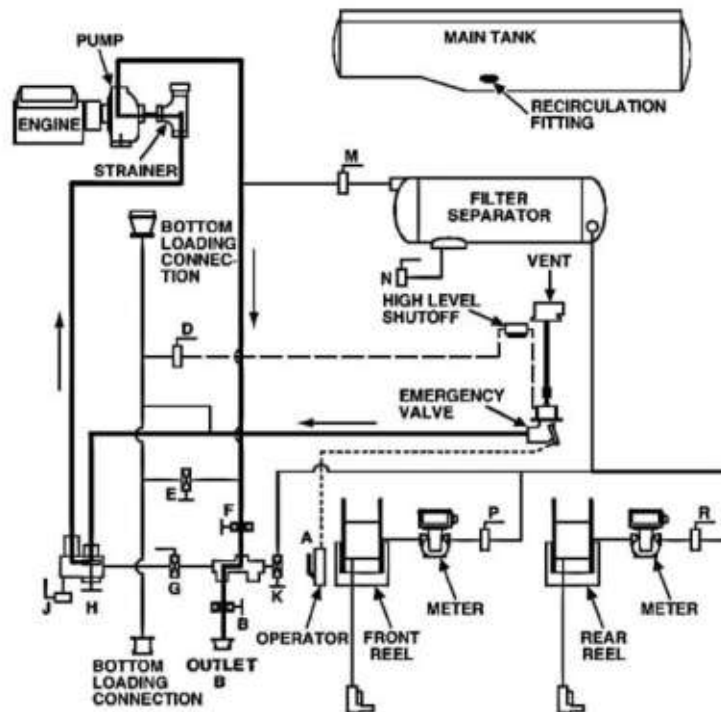 PUMP
MAIN TANK
ENGINE
RECIRCULATION
FITTING
STRAINER
M
FILTER
SEPARATOR
BOTTOM
LOADING
CONNEC-
TION
N
VENT
HIGH LEVEL
SHUTOFF
D
EMERGENCY
VALVE
E
F
A
P
R
J
H
G
B
K
OPERATOR
FRONT
REEL
METER
REAR
REEL
METER
BOTTOM
LOADING
CONNECTION
OUTLET
B